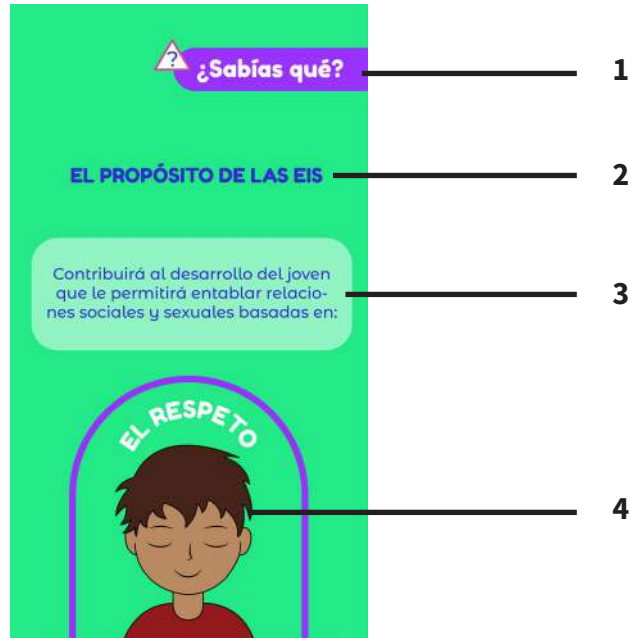 ?
¿Sabías qué?
1
EL PROPÓSITO DE LAS EIS
2
Contribuirá al desarrollo del joven
que le permitirá entablar relacio-
nes sociales y sexuales basadas en:
3
EL RESPETO
4